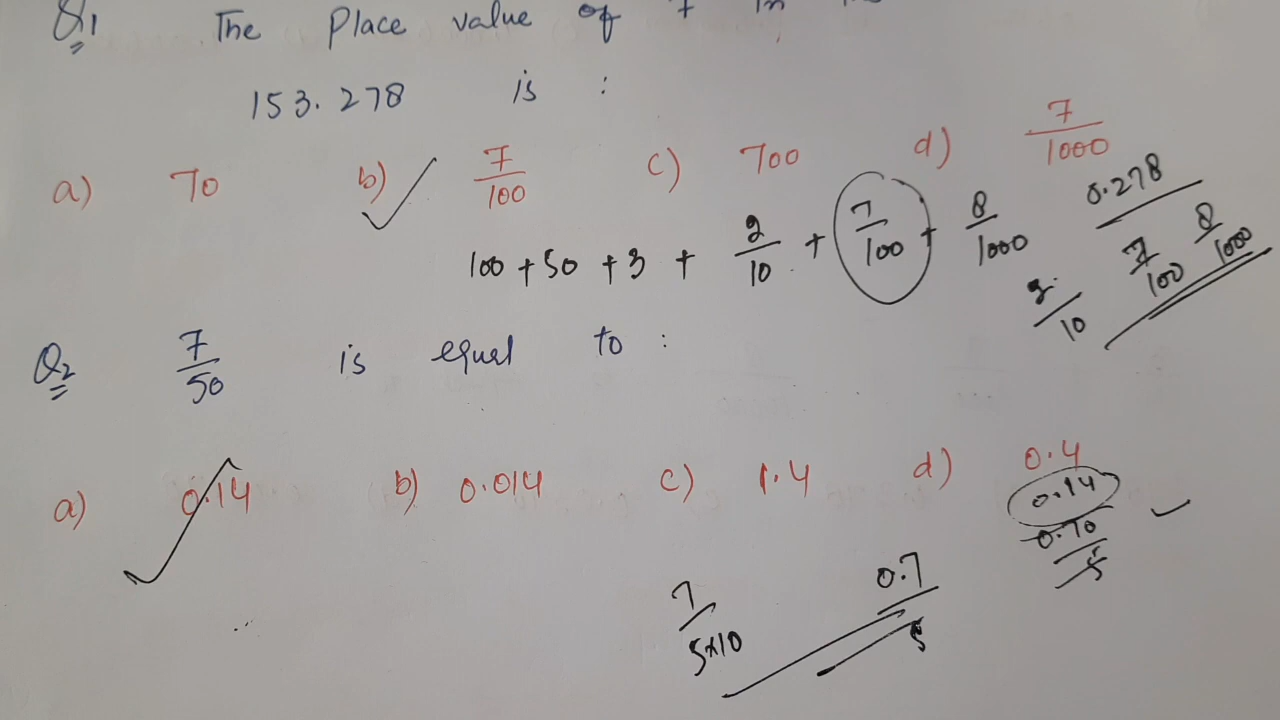 Q1 The Place value of 7 in
153.278 is :
a) 70 b) 7/100 c) 700 d) 7/1000
100 + 50 + 3 + 2/10 + 7/100 + 8/1000
0.278
2/10 7/100 8/1000
Q2 7/50 is equal to :
a) 0.14 b) 0.014 c) 1.4 d) 0.4
0.14
0.70/5
7/5×10 0.7/5